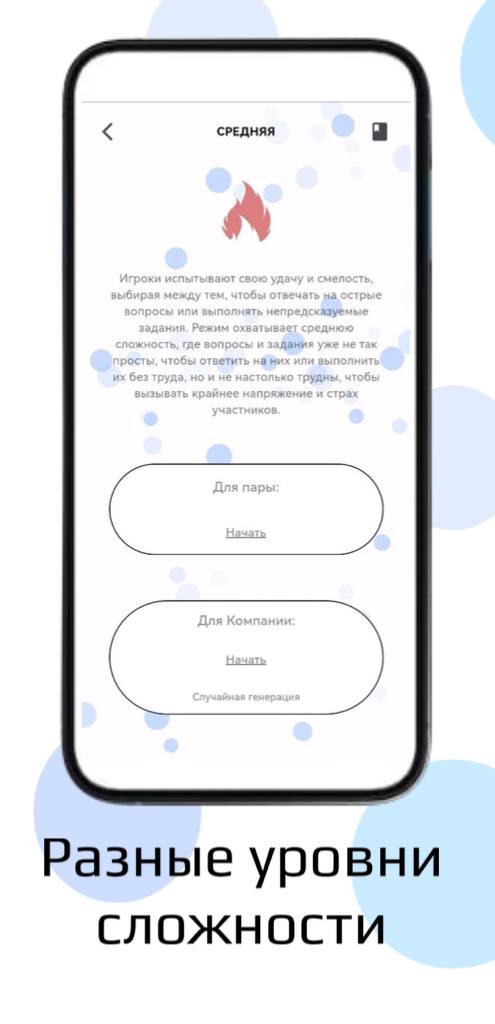 СРЕДНЯЯ
Игроки испытывают свою удачу и смелость,
выбирая между тем, чтобы отвечать на острые
вопросы или выполнять непредсказуемые
задания. Режим охватывает среднюю
сложность, где вопросы и задания уже не так
просты, чтобы ответить на них или выполнить
их без труда, но и не настолько трудны, чтобы
вызывать крайнее напряжение и страх
участников.
Для пары:
Начать
Для Компании:
Начать
Случайная генерация
Разные уровни
сложности